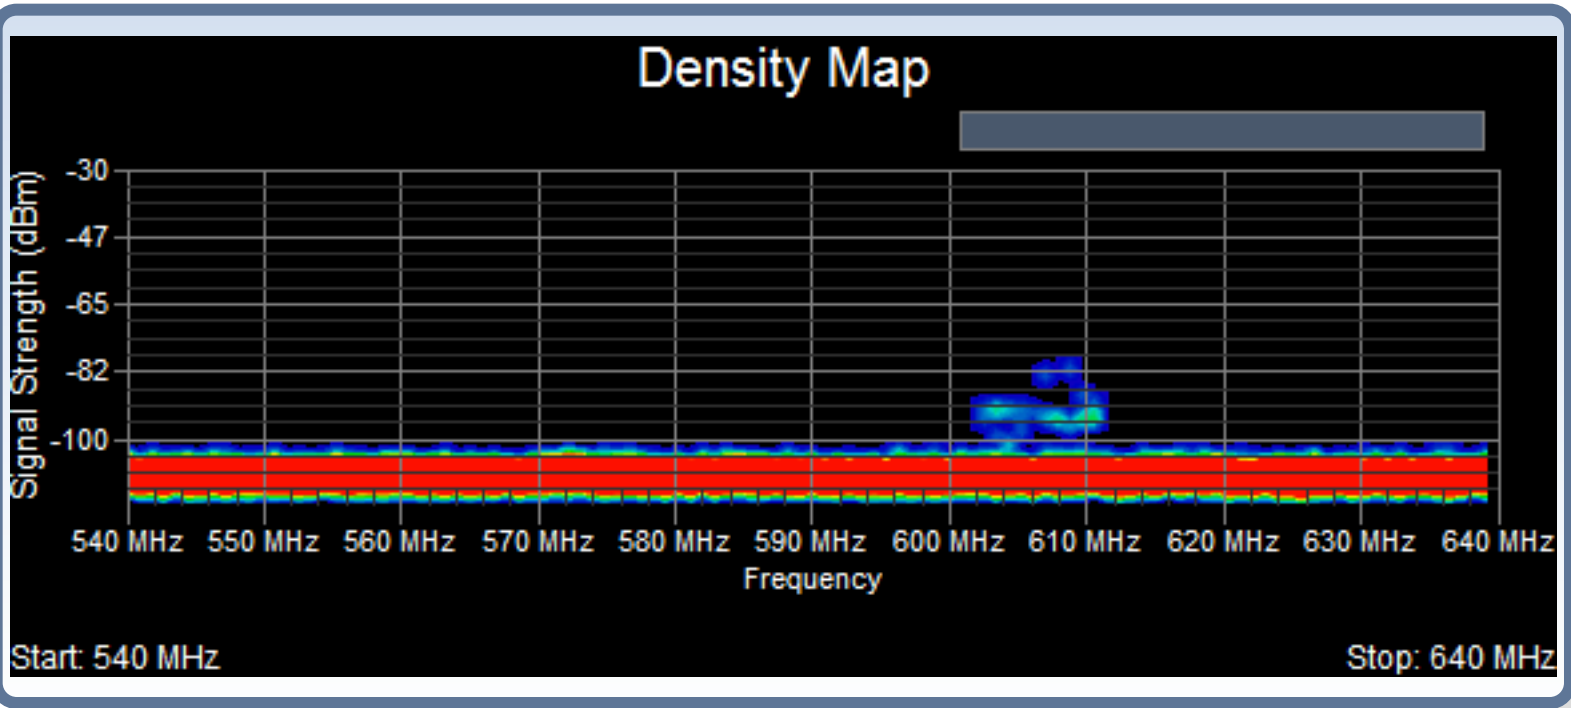 Density Map
Signal Strength (dBm)
-30
-47
-65
-82
-100
540 MHz 550 MHz 560 MHz 570 MHz 580 MHz 590 MHz 600 MHz 610 MHz 620 MHz 630 MHz 640 MHz
Frequency
Start: 540 MHz
Stop: 640 MHz